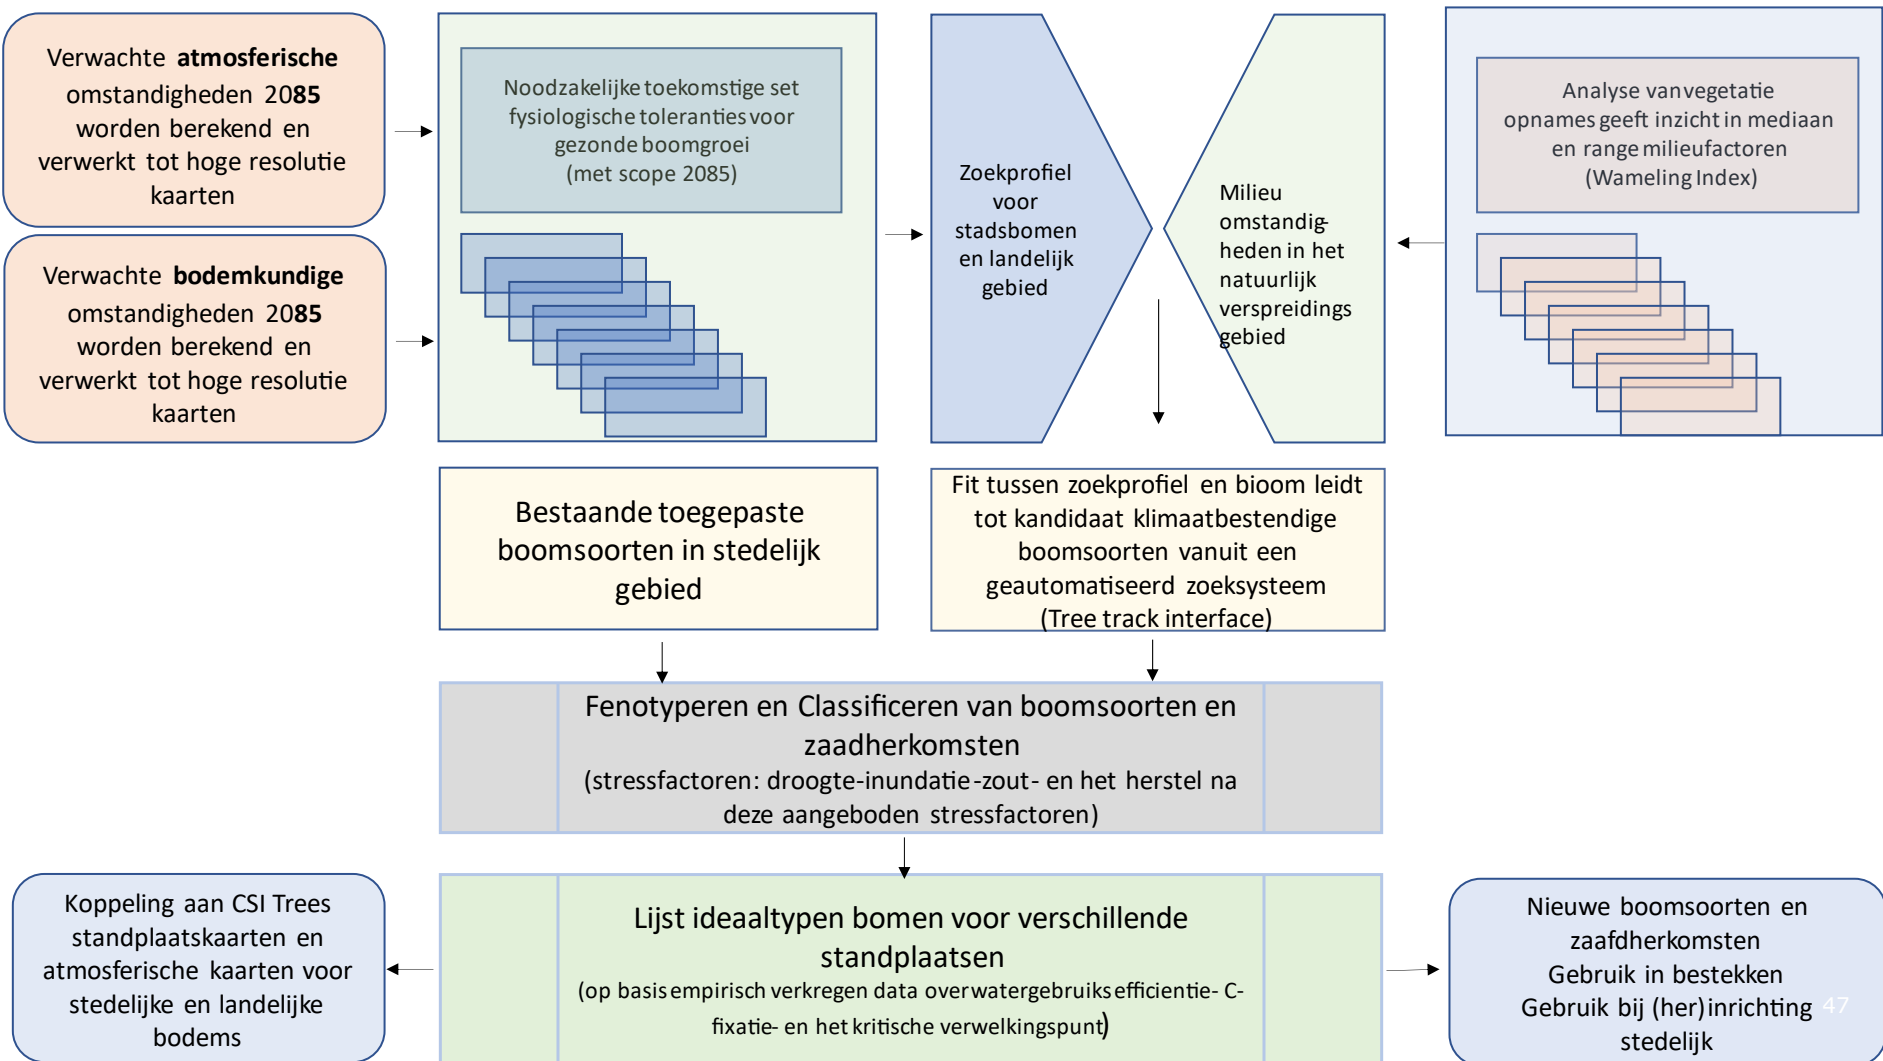 Verwachte atmosferische
omstandigheden 2085
worden berekend en
verwerkt tot hoge resolutie
kaarten
Verwachte bodemkundige
omstandigheden 2085
worden berekend en
verwerkt tot hoge resolutie
kaarten
Noodzakelijke toekomstige set
fysiologische toleranties voor
gezonde boomgroei
(met scope 2085)
Zoekprofiel
voor
stadsbomen
en landelijk
gebied
Milieu
omstandig-
heden in het
natuurlijk
verspreidings
gebied
Analyse van vegetatie
opnames geeft inzicht in mediaan
en range milieufactoren
(Wameling Index)
Bestaande toegepaste
boomsoorten in stedelijk
gebied
Fit tussen zoekprofiel en bioom leidt
tot kandidaat klimaatbestendige
boomsoorten vanuit een
geautomatiseerd zoeksysteem
(Tree track interface)
Fenotyperen en Classificeren van boomsoorten en
zaadherkomsten
(stressfactoren: droogte-inundatie-zout- en het herstel na
deze aangeboden stressfactoren)
Koppeling aan CSI Trees
standplaatskaarten en
atmosferische kaarten voor
stedelijke en landelijke
bodems
Lijst ideaaltypen bomen voor verschillende
standplaatsen
(op basis empirisch verkregen data over watergebruiksefficientie- C-
fixatie- en het kritische verwelkingspunt)
Nieuwe boomsoorten en
zaafdherkomsten
Gebruik in bestekken
Gebruik bij (her)inrichting
stedelijk
47